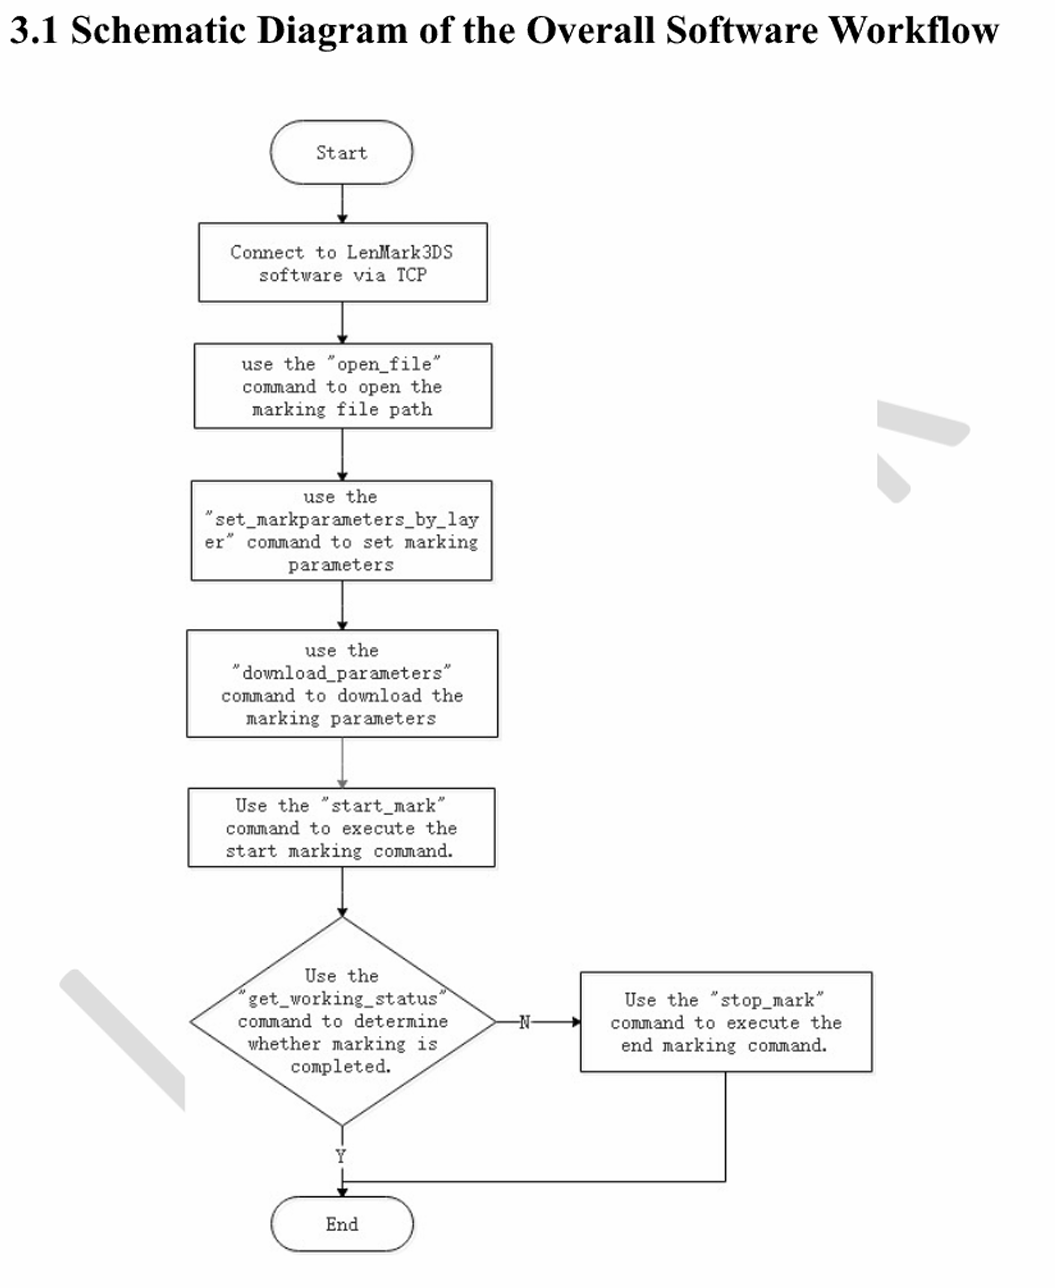 3.1 Schematic Diagram of the Overall Software Workflow
Start
Connect to LenMark3DS
software via TCP
use the "open_file"
command to open the
marking file path
use the
"set_markparameters_by_lay
er" command to set marking
parameters
use the
"download_parameters"
command to download the
marking parameters
Use the "start_mark"
command to execute the
start marking command.
Use the
"get_working_status"
command to determine
whether marking is
completed.
N
Use the "stop_mark"
command to execute the
end marking command.
Y
End